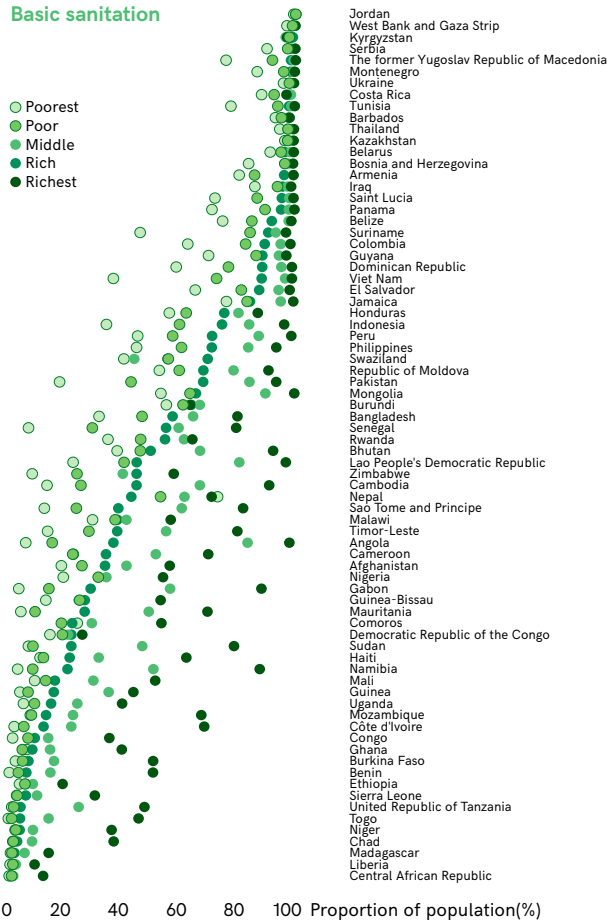 Basic sanitation
Poorest
Poor
Middle
Rich
Richest
Jordan
West Bank and Gaza Strip
Kyrgyzstan
Serbia
The former Yugoslav Republic of Macedonia
Montenegro
Ukraine
Costa Rica
Tunisia
Barbados
Thailand
Kazakhstan
Belarus
Bosnia and Herzegovina
Armenia
Iraq
Saint Lucia
Panama
Belize
Suriname
Colombia
Guyana
Dominican Republic
Viet Nam
El Salvador
Jamaica
Honduras
Indonesia
Peru
Philippines
Swaziland
Republic of Moldova
Pakistan
Mongolia
Burundi
Bangladesh
Senegal
Rwanda
Bhutan
Lao People's Democratic Republic
Zimbabwe
Cambodia
Nepal
Sao Tome and Principe
Malawi
Timor-Leste
Angola
Cameroon
Afghanistan
Nigeria
Gabon
Guinea-Bissau
Mauritania
Comoros
Democratic Republic of the Congo
Sudan
Haiti
Namibia
Mali
Guinea
Uganda
Mozambique
Côte d'Ivoire
Congo
Ghana
Burkina Faso
Benin
Ethiopia
Sierra Leone
United Republic of Tanzania
Togo
Niger
Chad
Madagascar
Liberia
Central African Republic
0 20 40 60 80 100 Proportion of population(%)